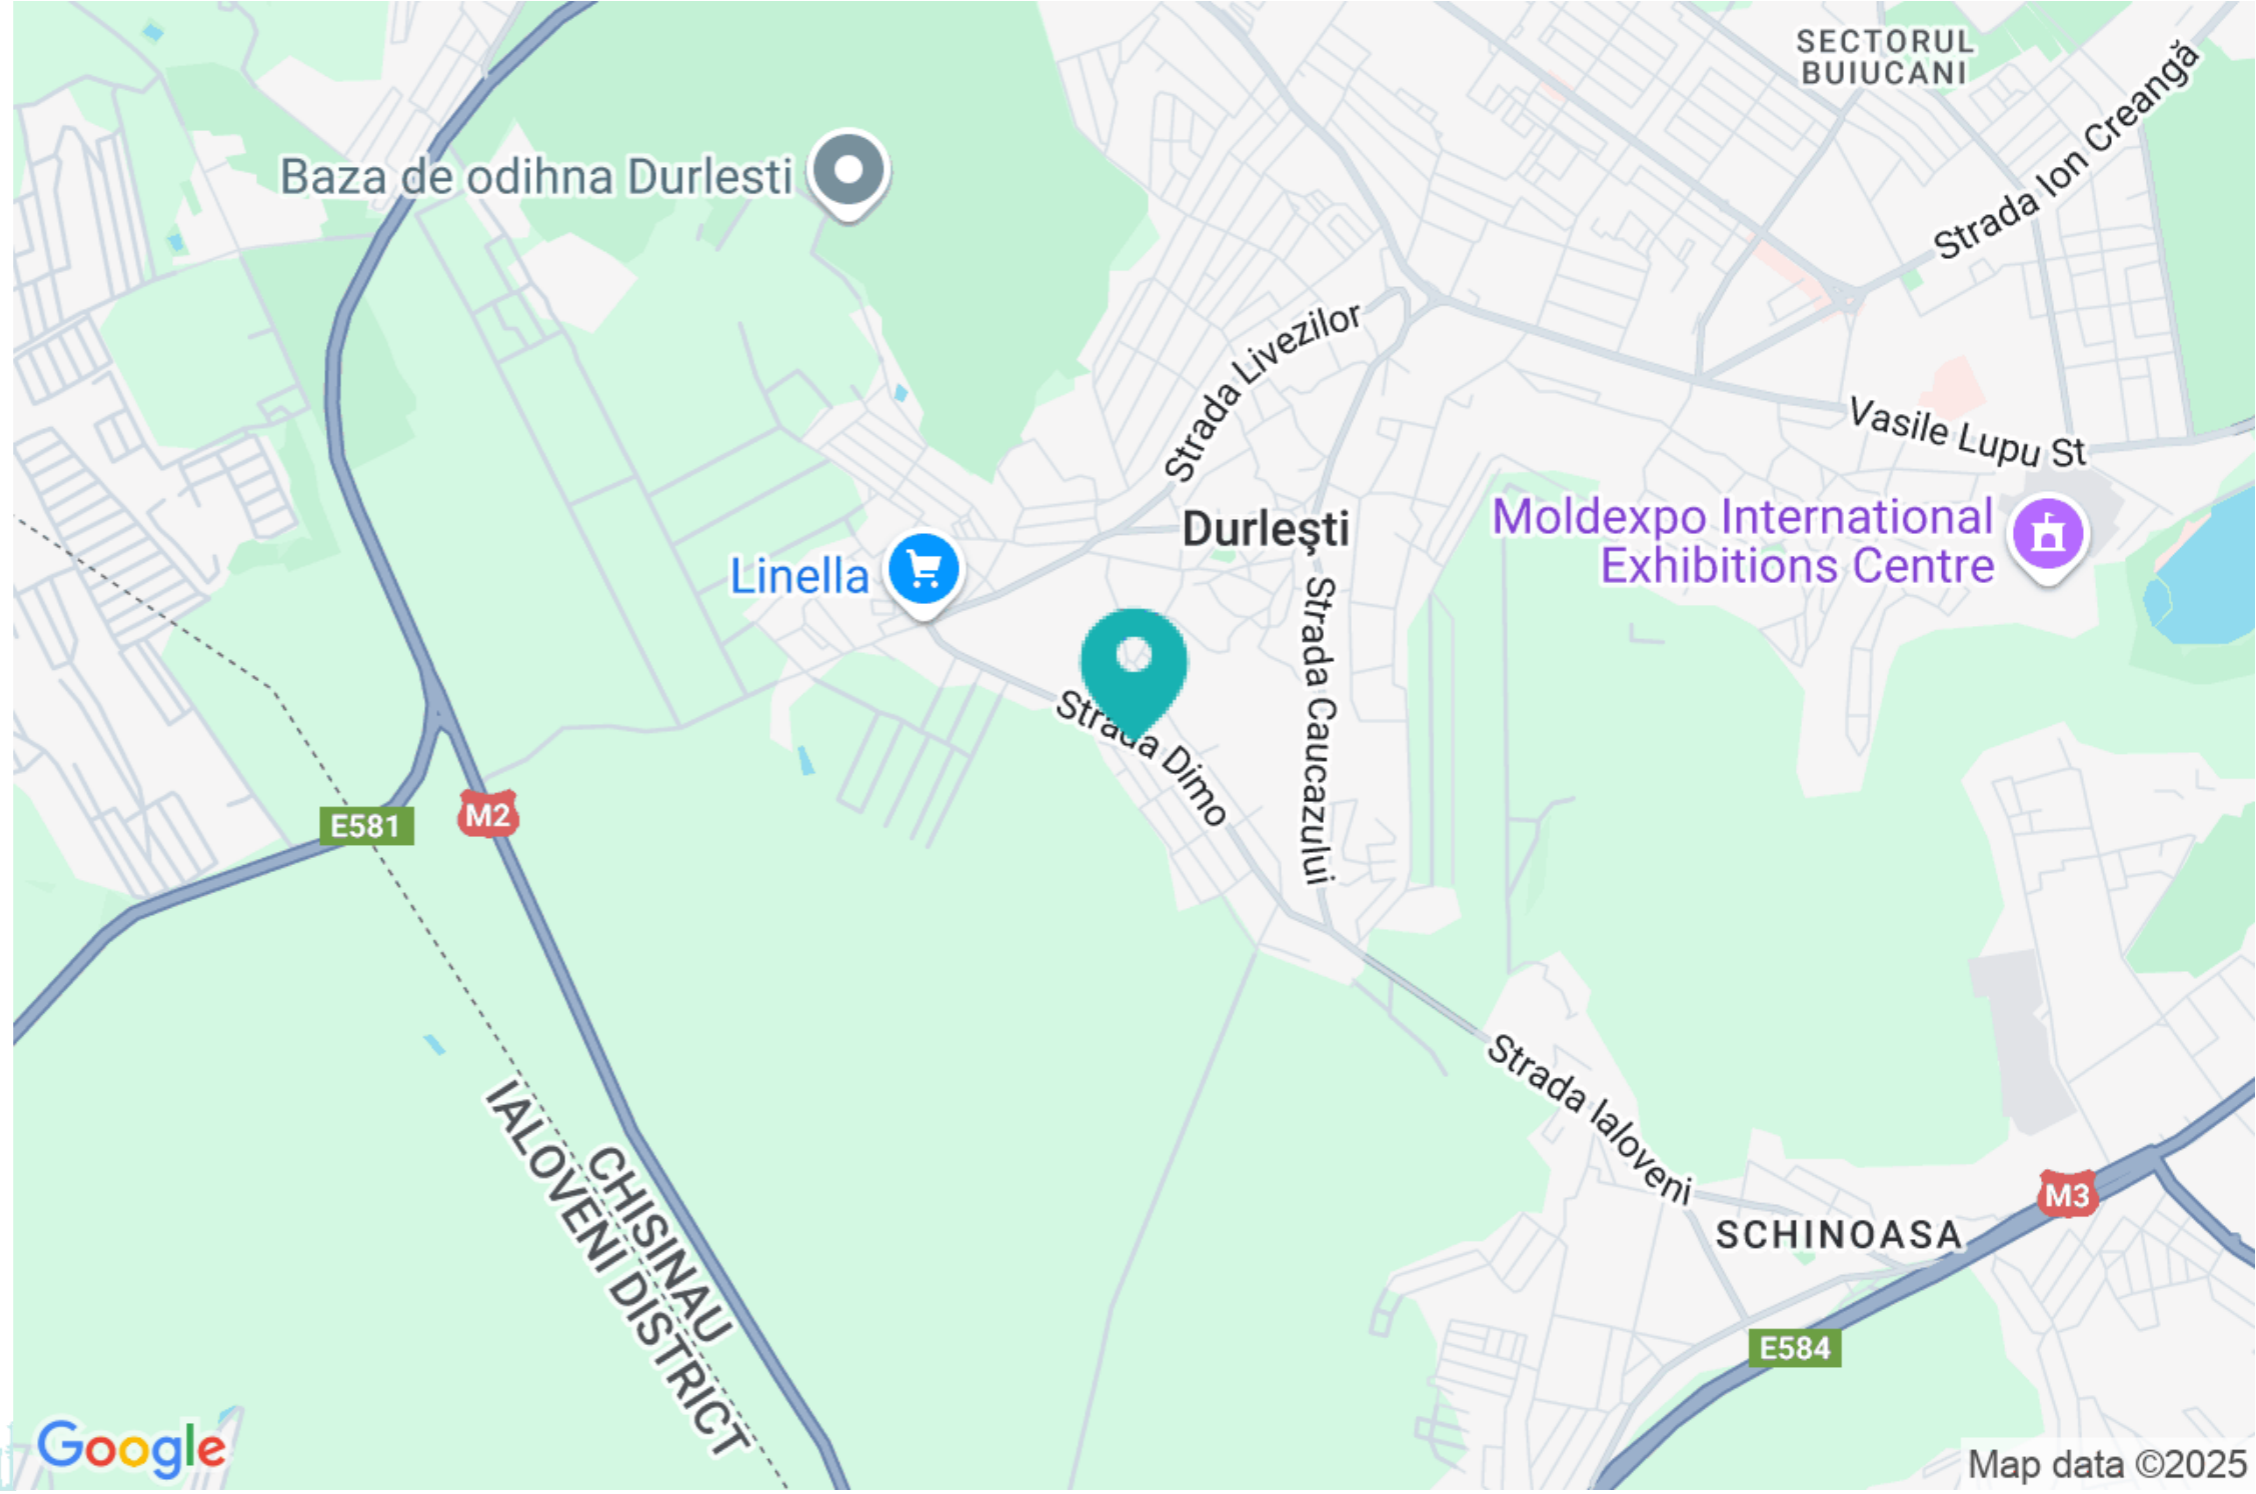 SECTORUL
BUIUCANI
Strada Ion Creangă
Baza de odihna Durlesti
Strada Livezilor
Vasile Lupu St
Durleşti
Moldexpo International
Exhibitions Centre
Linella
Strada Caucazului
Strada Dimo
E581
M2
Strada Ialoveni
CHISINAU
IALOVENI DISTRICT
M3
SCHINOASA
E584
Google
Map data ©2025